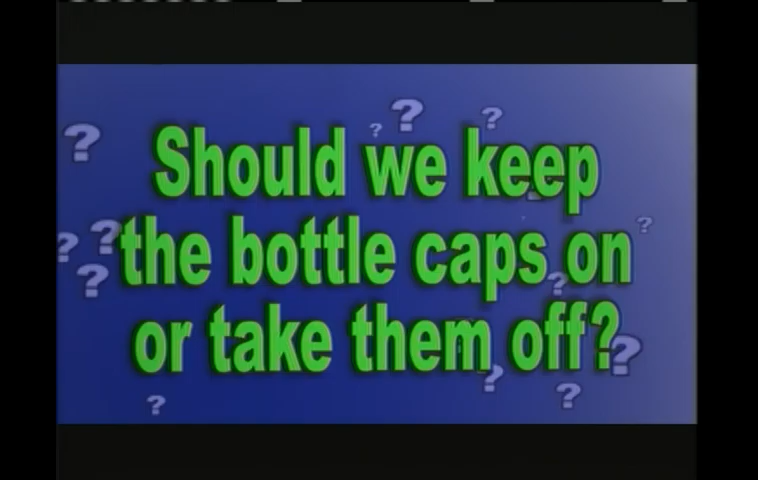 Should we keep
the bottle caps on
or take them off?